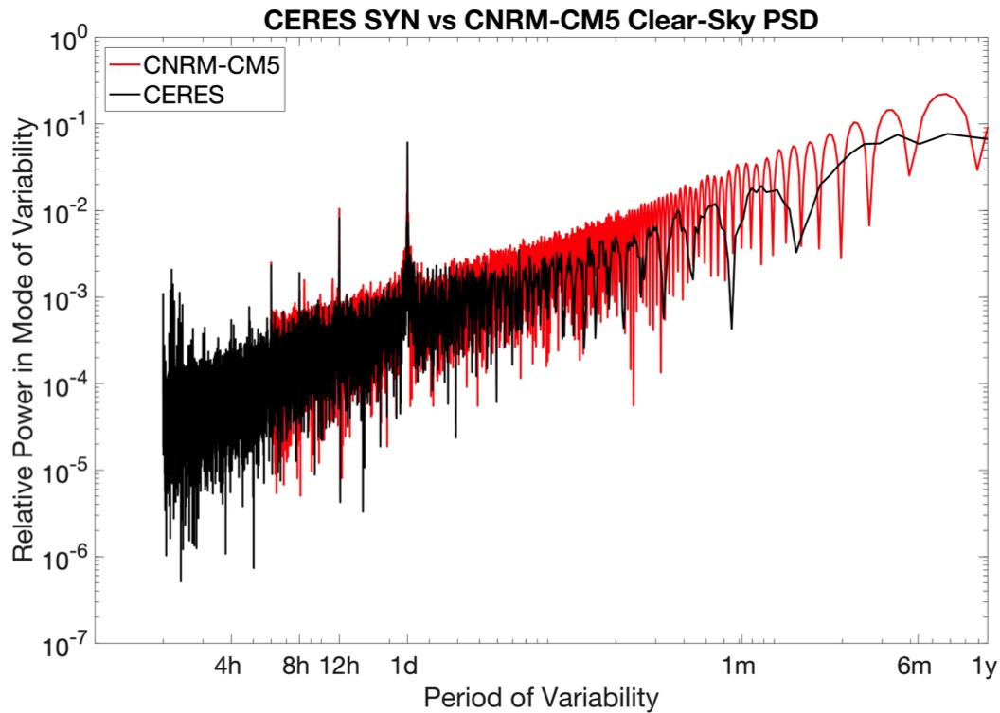 CERES SYN vs CNRM-CM5 Clear-Sky PSD
CNRM-CM5
CERES
Relative Power in Mode of Variability
10^0
10^-1
10^-2
10^-3
10^-4
10^-5
10^-6
10^-7
4h 8h 12h 1d 1m 6m 1y
Period of Variability